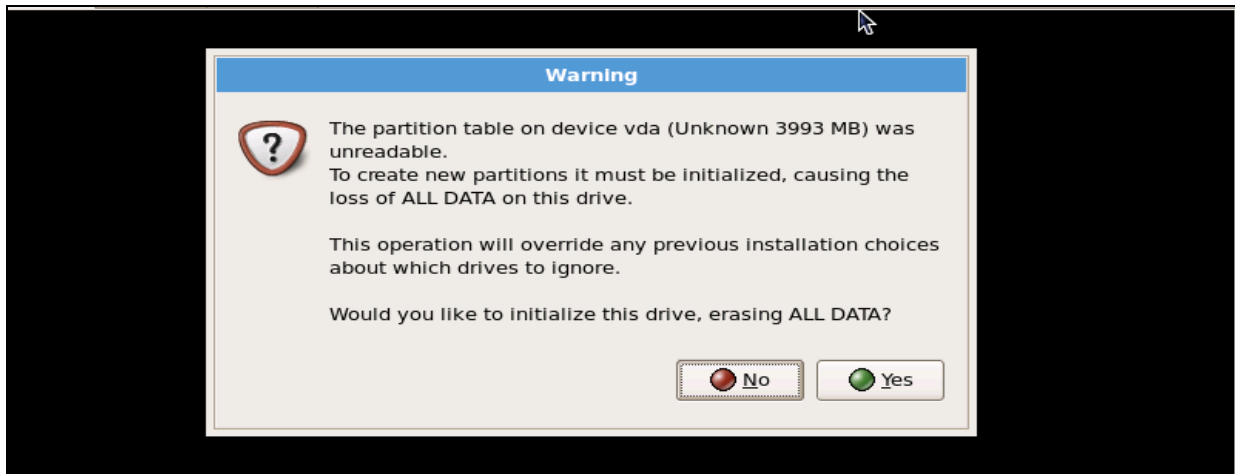 Warning
The partition table on device vda (Unknown 3993 MB) was
unreadable.
To create new partitions it must be initialized, causing the
loss of ALL DATA on this drive.
This operation will override any previous installation choices
about which drives to ignore.
Would you like to initialize this drive, erasing ALL DATA?
No Yes